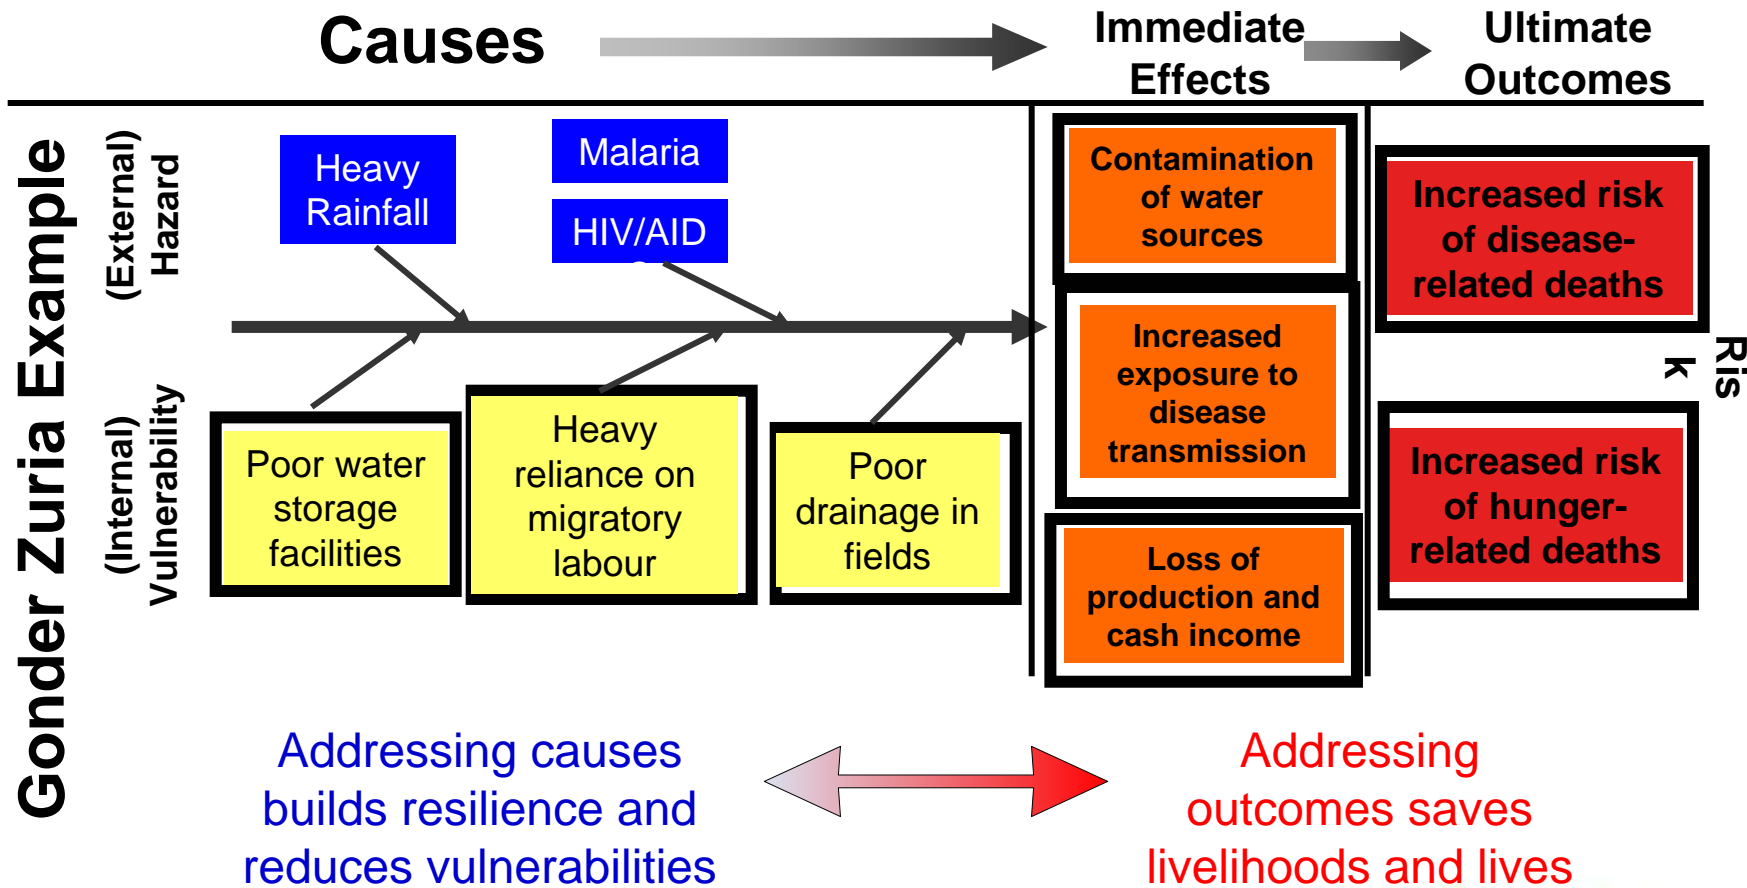 Causes
Immediate
Effects
Ultimate
Outcomes
Gonder Zuria Example
(External)
Hazard
Heavy
Rainfall
Malaria
HIV/AID
Contamination
of water
sources
Increased risk
of disease-
related deaths
Increased
exposure to
disease
transmission
Ris
k
(Internal)
Vulnerability
Poor water
storage
facilities
Heavy
reliance on
migratory
labour
Poor
drainage in
fields
Loss of
production and
cash income
Increased risk
of hunger-
related deaths
Addressing causes
builds resilience and
reduces vulnerabilities
Addressing
outcomes saves
livelihoods and lives